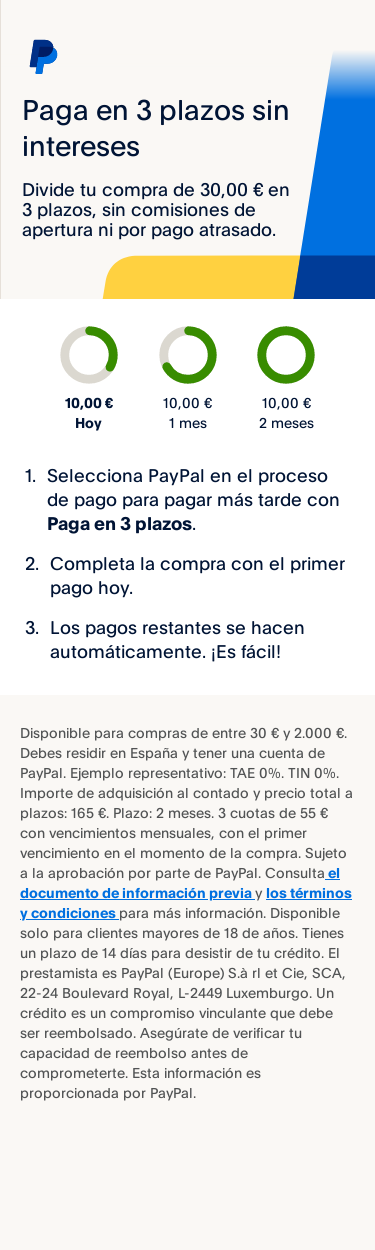 Paga en 3 plazos sin
intereses
Divide tu compra de 30,00 € en
3 plazos, sin comisiones de
apertura ni por pago atrasado.
10,00 € 10,00 € 10,00 €
Hoy 1 mes 2 meses
1. Selecciona PayPal en el proceso
de pago para pagar más tarde con
Paga en 3 plazos.
2. Completa la compra con el primer
pago hoy.
3. Los pagos restantes se hacen
automáticamente. ¡Es fácil!
Disponible para compras de entre 30 € y 2.000 €.
Debes residir en España y tener una cuenta de
PayPal. Ejemplo representativo: TAE 0%. TIN 0%.
Importe de adquisición al contado y precio total a
plazos: 165 €. Plazo: 2 meses. 3 cuotas de 55 €
con vencimientos mensuales, con el primer
vencimiento en el momento de la compra. Sujeto
a la aprobación por parte de PayPal. Consulta el
documento de información previa y los términos
y condiciones para más información. Disponible
solo para clientes mayores de 18 de años. Tienes
un plazo de 14 días para desistir de tu crédito. El
prestamista es PayPal (Europe) S.à rl et Cie, SCA,
22-24 Boulevard Royal, L-2449 Luxemburgo. Un
crédito es un compromiso vinculante que debe
ser reembolsado. Asegúrate de verificar tu
capacidad de reembolso antes de
comprometerte. Esta información es
proporcionada por PayPal.